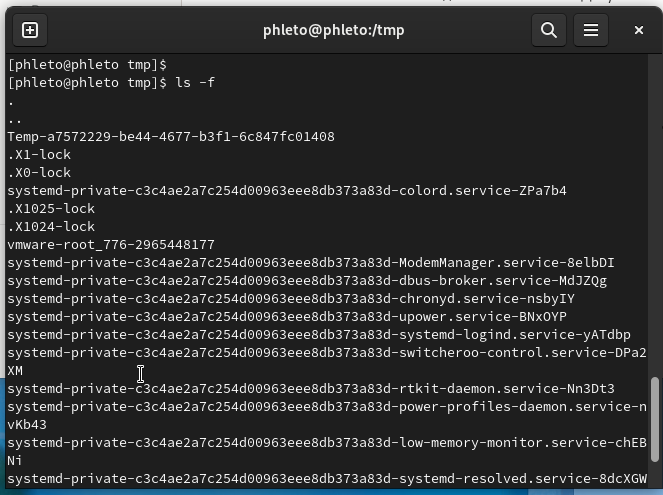 phleto@phleto:/tmp
[phleto@phleto tmp]$
[phleto@phleto tmp]$ ls -f
.
..
Temp-a7572229-be44-4677-b3f1-6c847fc01408
.X1-lock
.X0-lock
systemd-private-c3c4ae2a7c254d00963eee8db373a83d-colord.service-ZPa7b4
.X1025-lock
.X1024-lock
vmware-root_776-2965448177
systemd-private-c3c4ae2a7c254d00963eee8db373a83d-ModemManager.service-8elbDI
systemd-private-c3c4ae2a7c254d00963eee8db373a83d-dbus-broker.service-MdJZQg
systemd-private-c3c4ae2a7c254d00963eee8db373a83d-chronyd.service-nsbyIY
systemd-private-c3c4ae2a7c254d00963eee8db373a83d-upower.service-BNxOYP
systemd-private-c3c4ae2a7c254d00963eee8db373a83d-systemd-logind.service-yATdbp
systemd-private-c3c4ae2a7c254d00963eee8db373a83d-switcheroo-control.service-DPa2
XM
systemd-private-c3c4ae2a7c254d00963eee8db373a83d-rtkit-daemon.service-Nn3Dt3
systemd-private-c3c4ae2a7c254d00963eee8db373a83d-power-profiles-daemon.service-n
vKb43
systemd-private-c3c4ae2a7c254d00963eee8db373a83d-low-memory-monitor.service-chEB
Ni
systemd-private-c3c4ae2a7c254d00963eee8db373a83d-systemd-resolved.service-8dcXGW